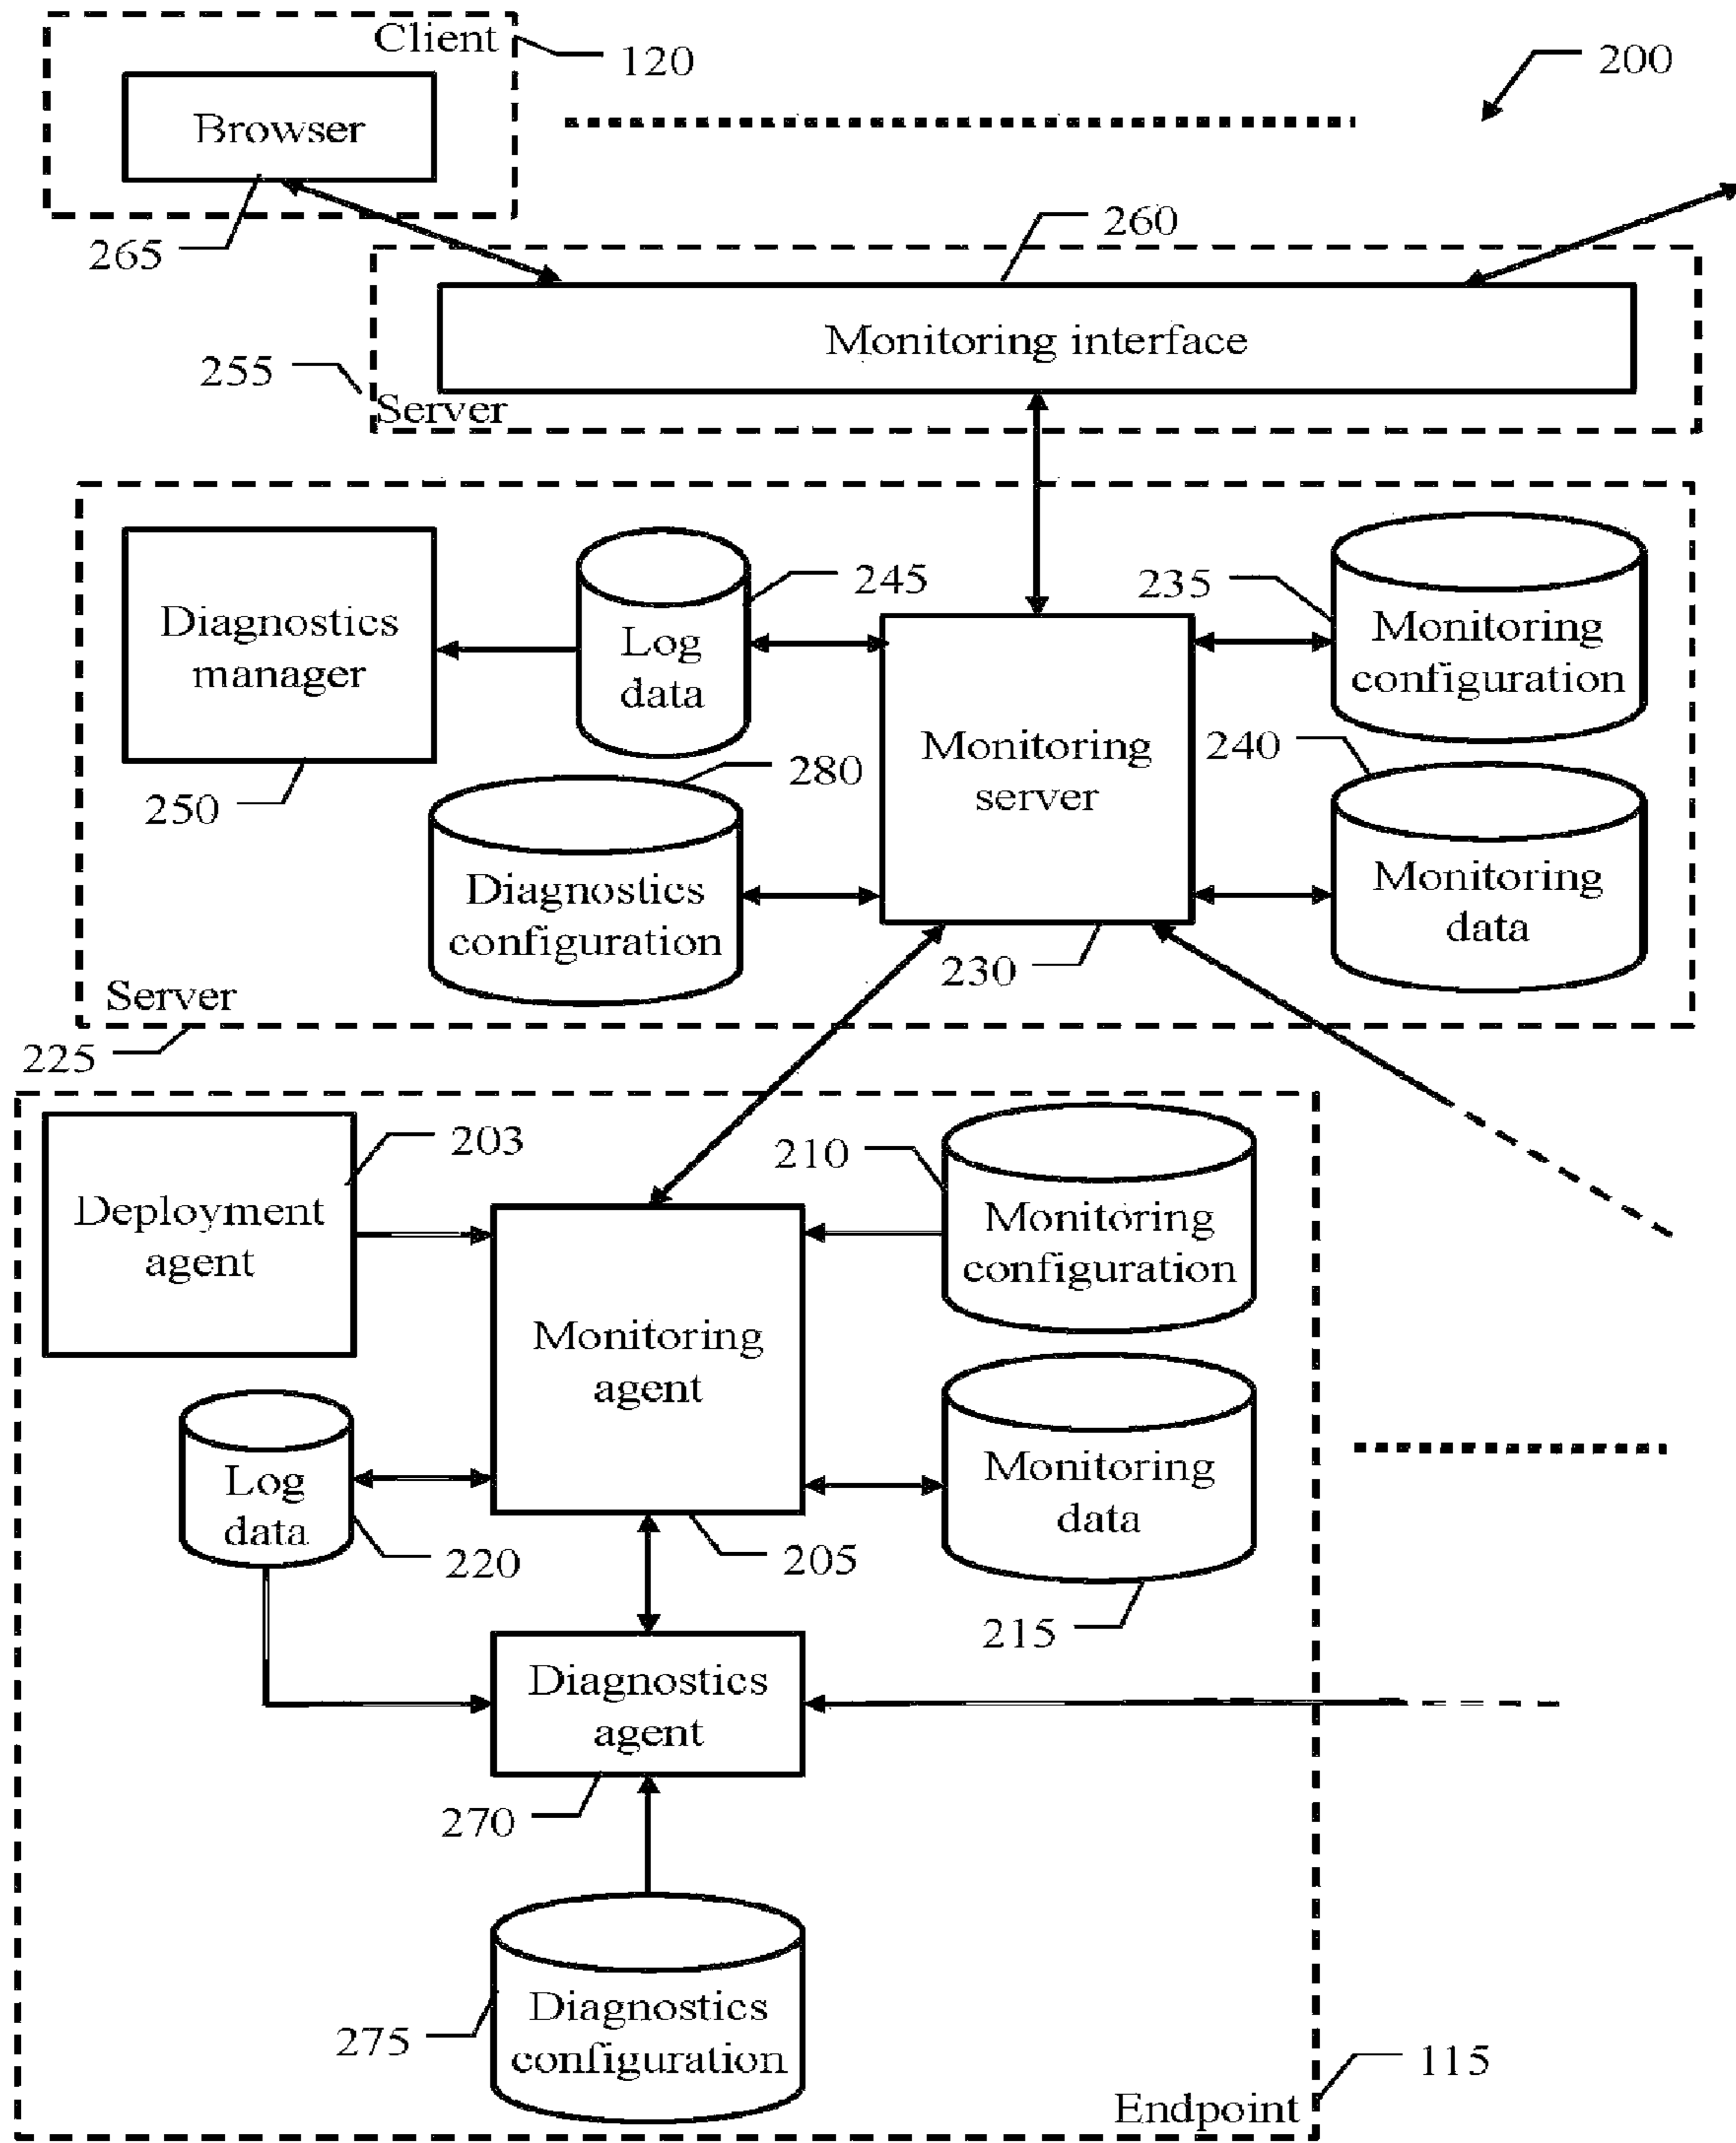 Client
120
200
Browser
265
260
Monitoring interface
255
Server
Diagnostics
manager
250
Log
data
245
235
Monitoring
configuration
Monitoring
server
240
280
Diagnostics
configuration
Monitoring
data
230
Server
225
Deployment
agent
203
210
Monitoring
configuration
Monitoring
agent
Log
data
220
205
Monitoring
data
215
Diagnostics
agent
270
Diagnostics
configuration
275
115
Endpoint